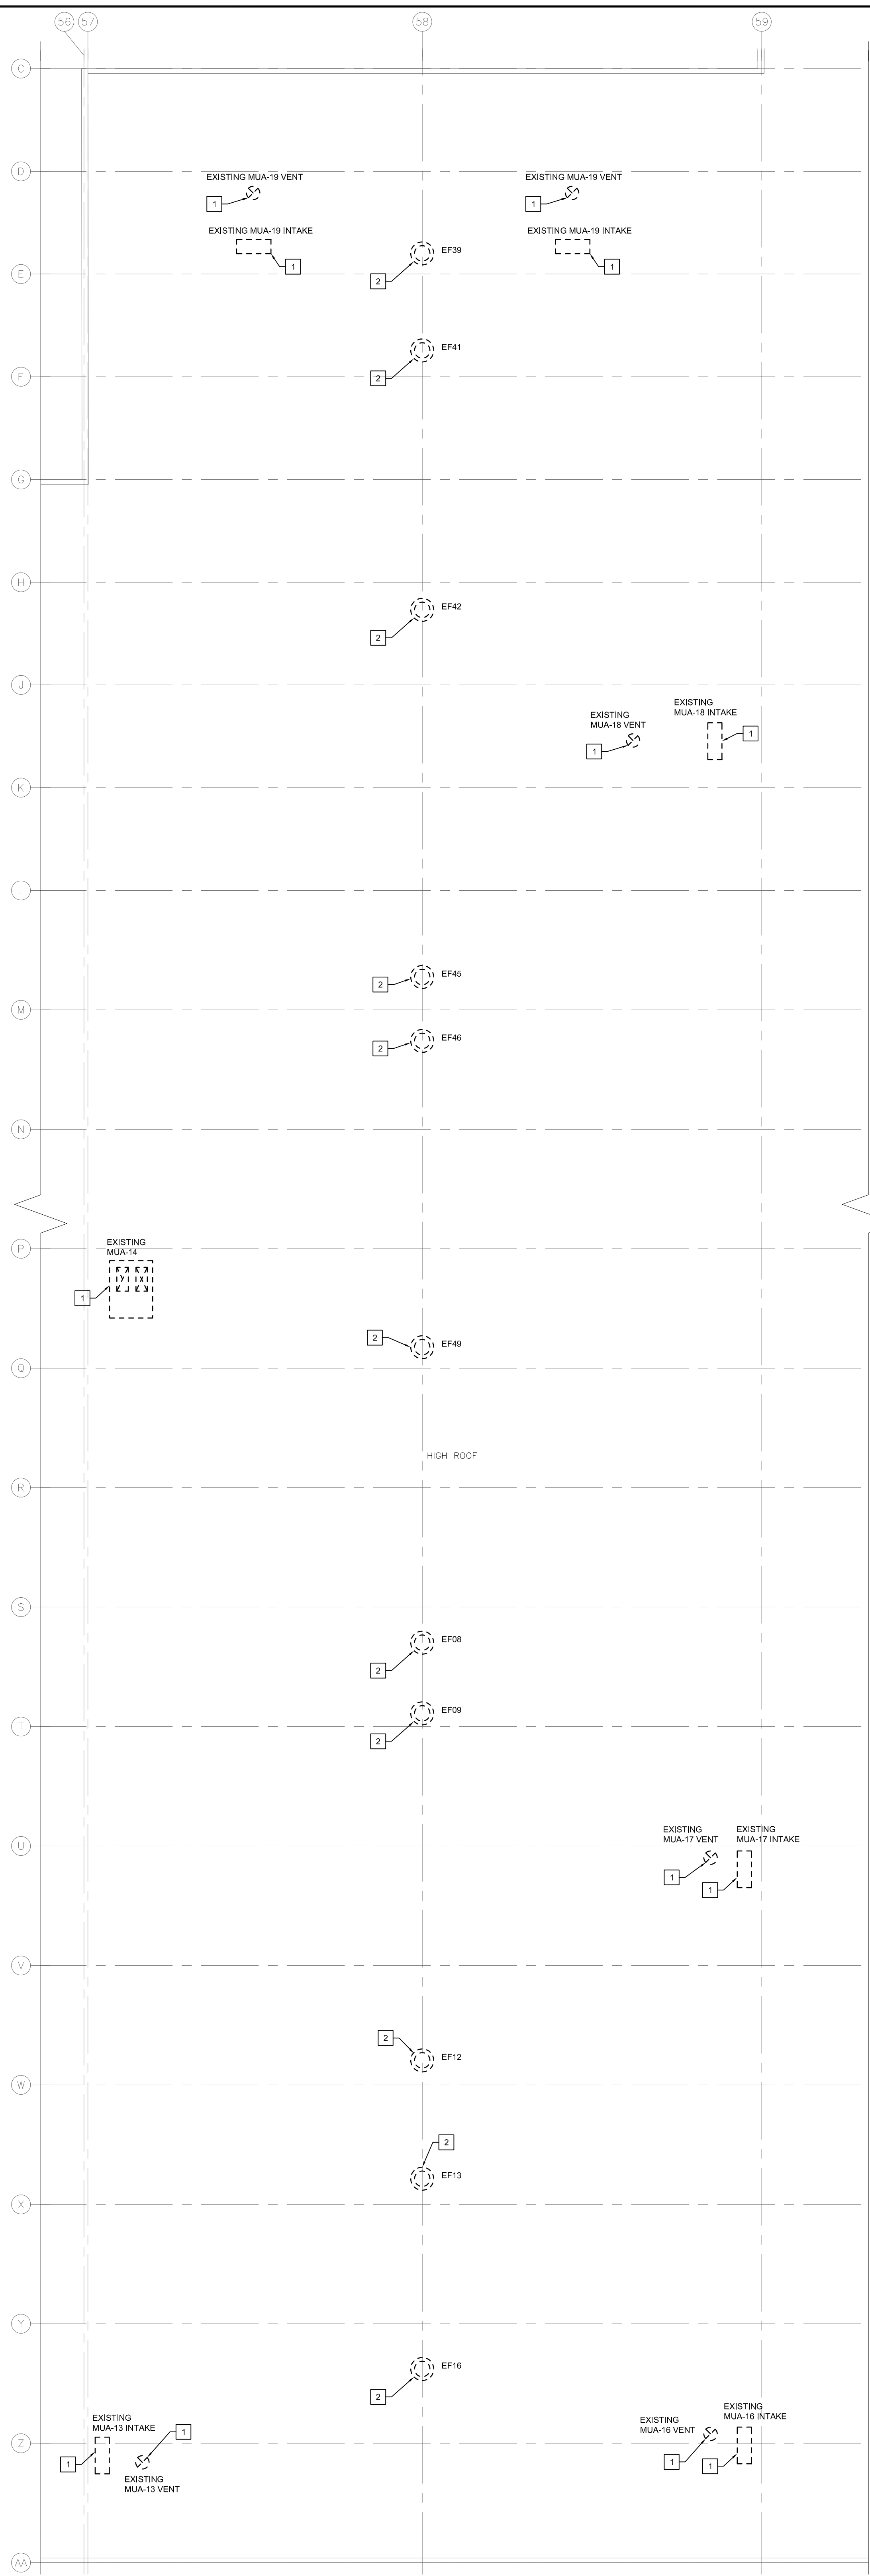 56 57 58 59
C
D
EXISTING MUA-19 VENT EXISTING MUA-19 VENT
1 1
EXISTING MUA-19 INTAKE EXISTING MUA-19 INTAKE
EF39
1 1
E
2
EF41
F
2
G
H
EF42
2
J
EXISTING
MUA-18 INTAKE
EXISTING
MUA-18 VENT
1
1
K
L
EF45
2
M
EF46
2
N
EXISTING
MUA-14
P
1
2
EF49
Q
HIGH ROOF
R
S
EF08
2
EF09
T
2
EXISTING
MUA-17 VENT
EXISTING
MUA-17 INTAKE
U
1
1
V
2
EF12
W
2
EF13
X
Y
EF16
2
EXISTING
MUA-13 INTAKE
1
EXISTING
MUA-16 VENT
EXISTING
MUA-16 INTAKE
Z
1
1
1
EXISTING
MUA-13 VENT
AA